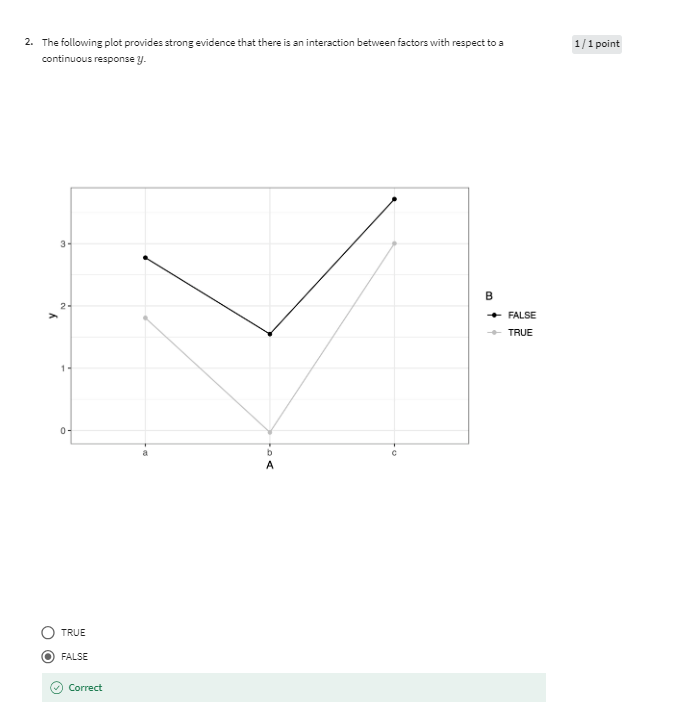 2. The following plot provides strong evidence that there is an interaction between factors with respect to a
continuous response y.
1 / 1 point
3
2
1
0
y
a
b
c
A
B
FALSE
TRUE
TRUE
FALSE
Correct